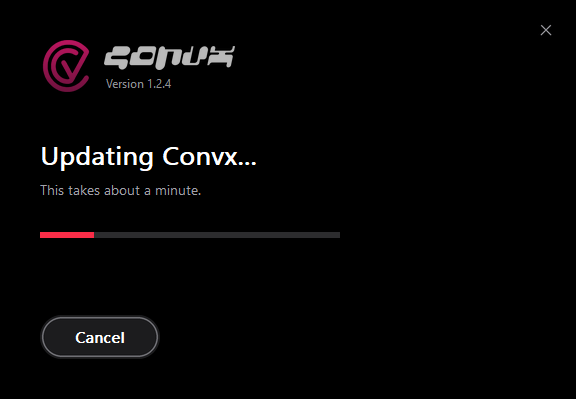 convx
Version 1.2.4
Updating Convx...
This takes about a minute.
Cancel